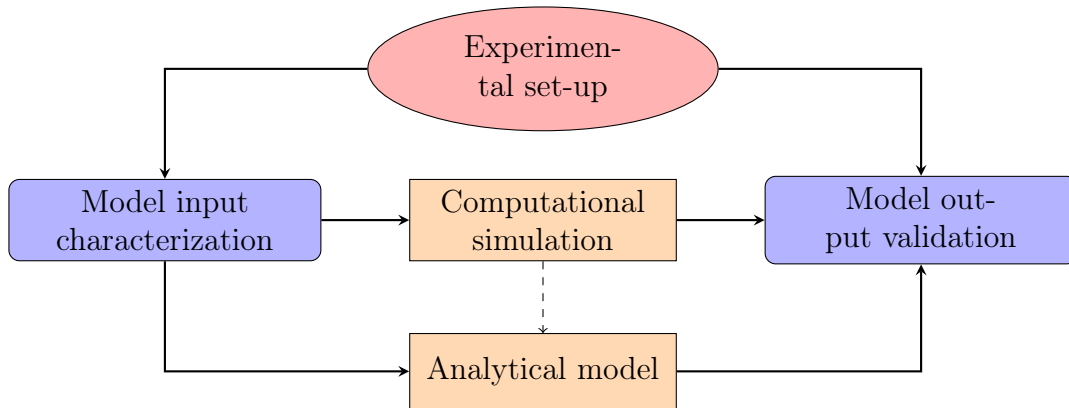 Experimen-
tal set-up
Model input
characterization
Computational
simulation
Model out-
put validation
Analytical model